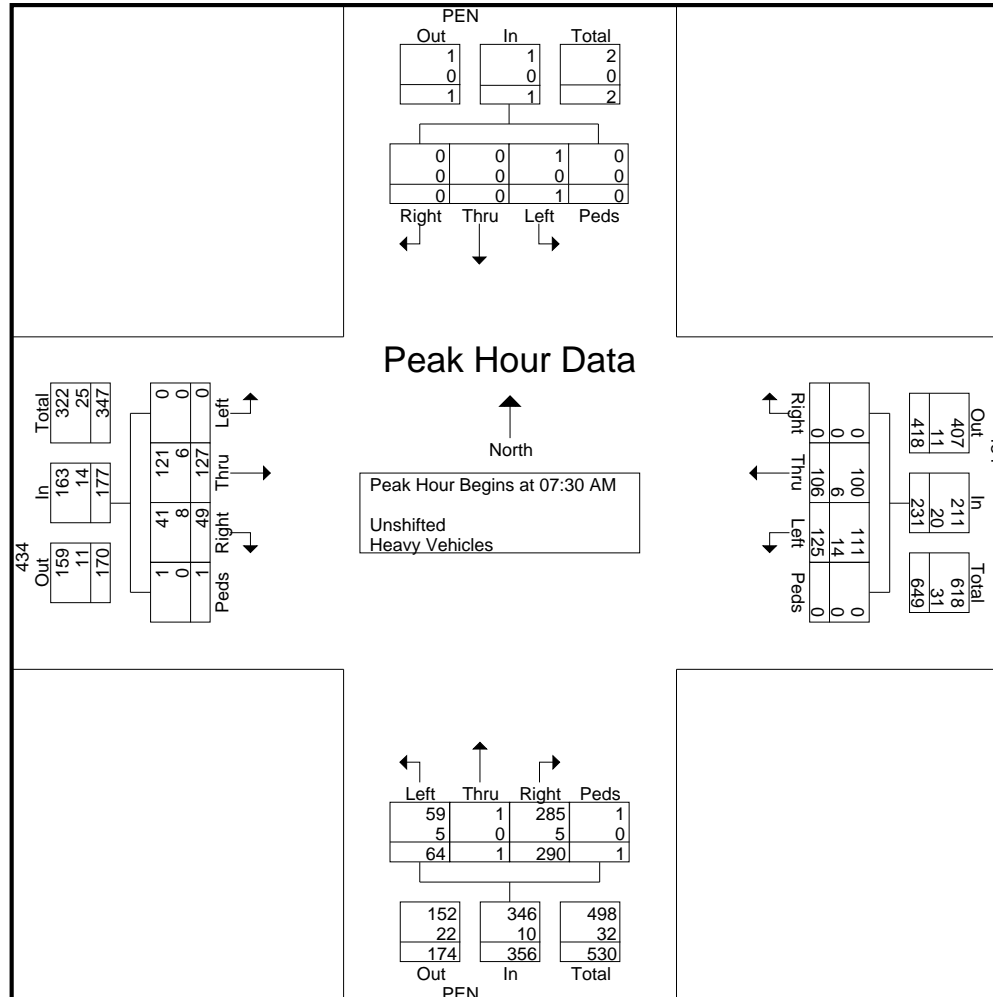 PEN
Out In Total
1 1 2
0 0 0
1 1 2
0 0 1 0
0 0 0 0
0 0 1 0
Right Thru Left Peds
Peak Hour Data
North
Peak Hour Begins at 07:30 AM
Unshifted
Heavy Vehicles
434
Out In Total
159 163 322
11 14 25
170 177 347
1 41 121 0
0 8 6 0
1 49 127 0
Peds Right Thru Left
Out In Total
407 211 618
11 20 31
418 231 649
0 100 111 0
0 6 14 0
0 106 125 0
Right Thru Left Peds
Left Thru Right Peds
59 1 285 1
5 0 5 0
64 1 290 1
152 346 498
22 10 32
174 356 530
Out In Total
PEN